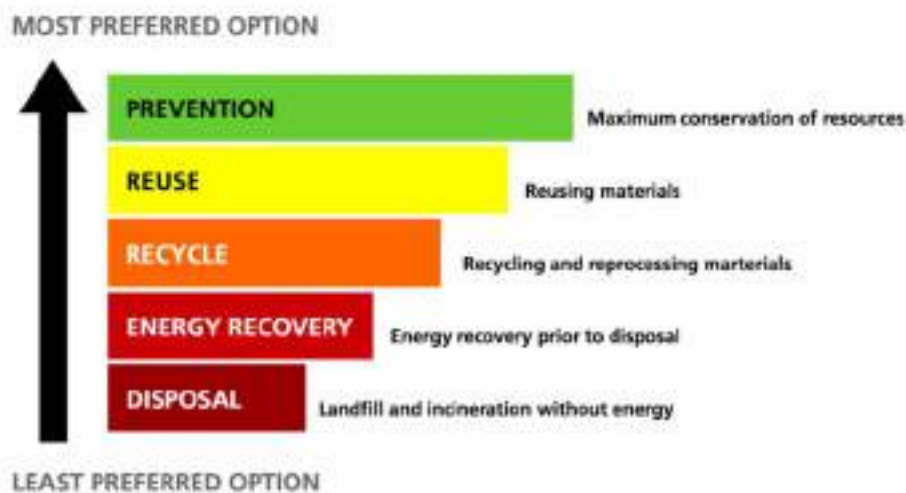 MOST PREFERRED OPTION
PREVENTION
Maximum conservation of resources
REUSE
Reusing materials
RECYCLE
Recycling and reprocessing marterials
ENERGY RECOVERY
Energy recovery prior to disposal
DISPOSAL
Landfill and incineration without energy
LEAST PREFERRED OPTION